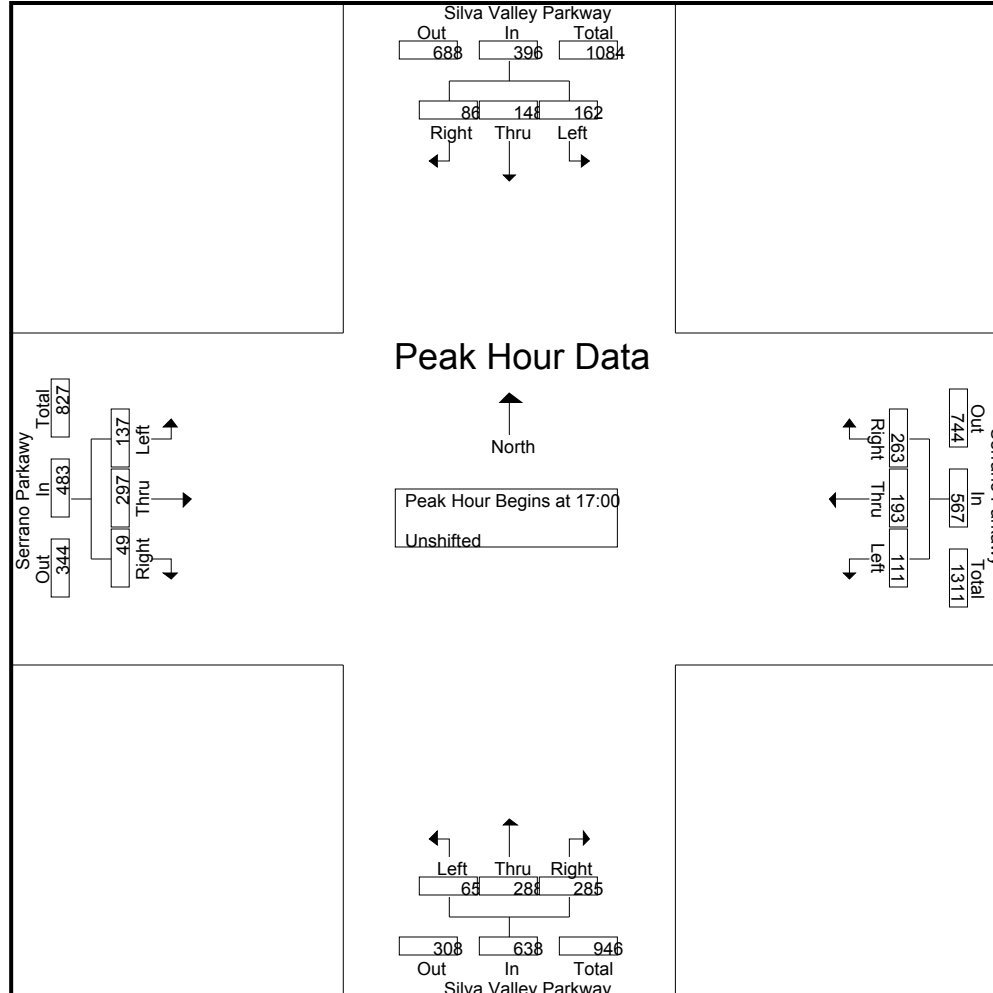 Silva Valley Parkway
Out In Total
688 396 1084
86 148 162
Right Thru Left
Peak Hour Data
North
Peak Hour Begins at 17:00
Unshifted
Serrano Parkawy
Total In Out
827 483 344
137 297 49
Left Thru Right
Out In Total
744 567 1311
263 193 111
Right Thru Left
Left Thru Right
65 288 285
308 638 946
Out In Total
Silva Valley Parkway